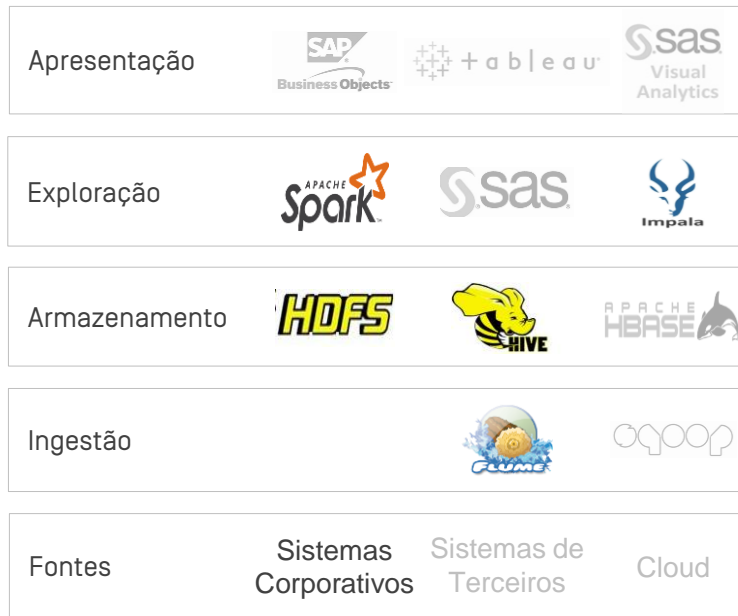 Apresentação
SAP
Business Objects
+ableau
sas
Visual
Analytics
Exploração
APACHE
Spark
sas
Impala
Armazenamento
HDFS
HIVE
APACHE
HBASE
Ingestão
FLUME
sqoop
Fontes
Sistemas
Corporativos
Sistemas de
Terceiros
Cloud